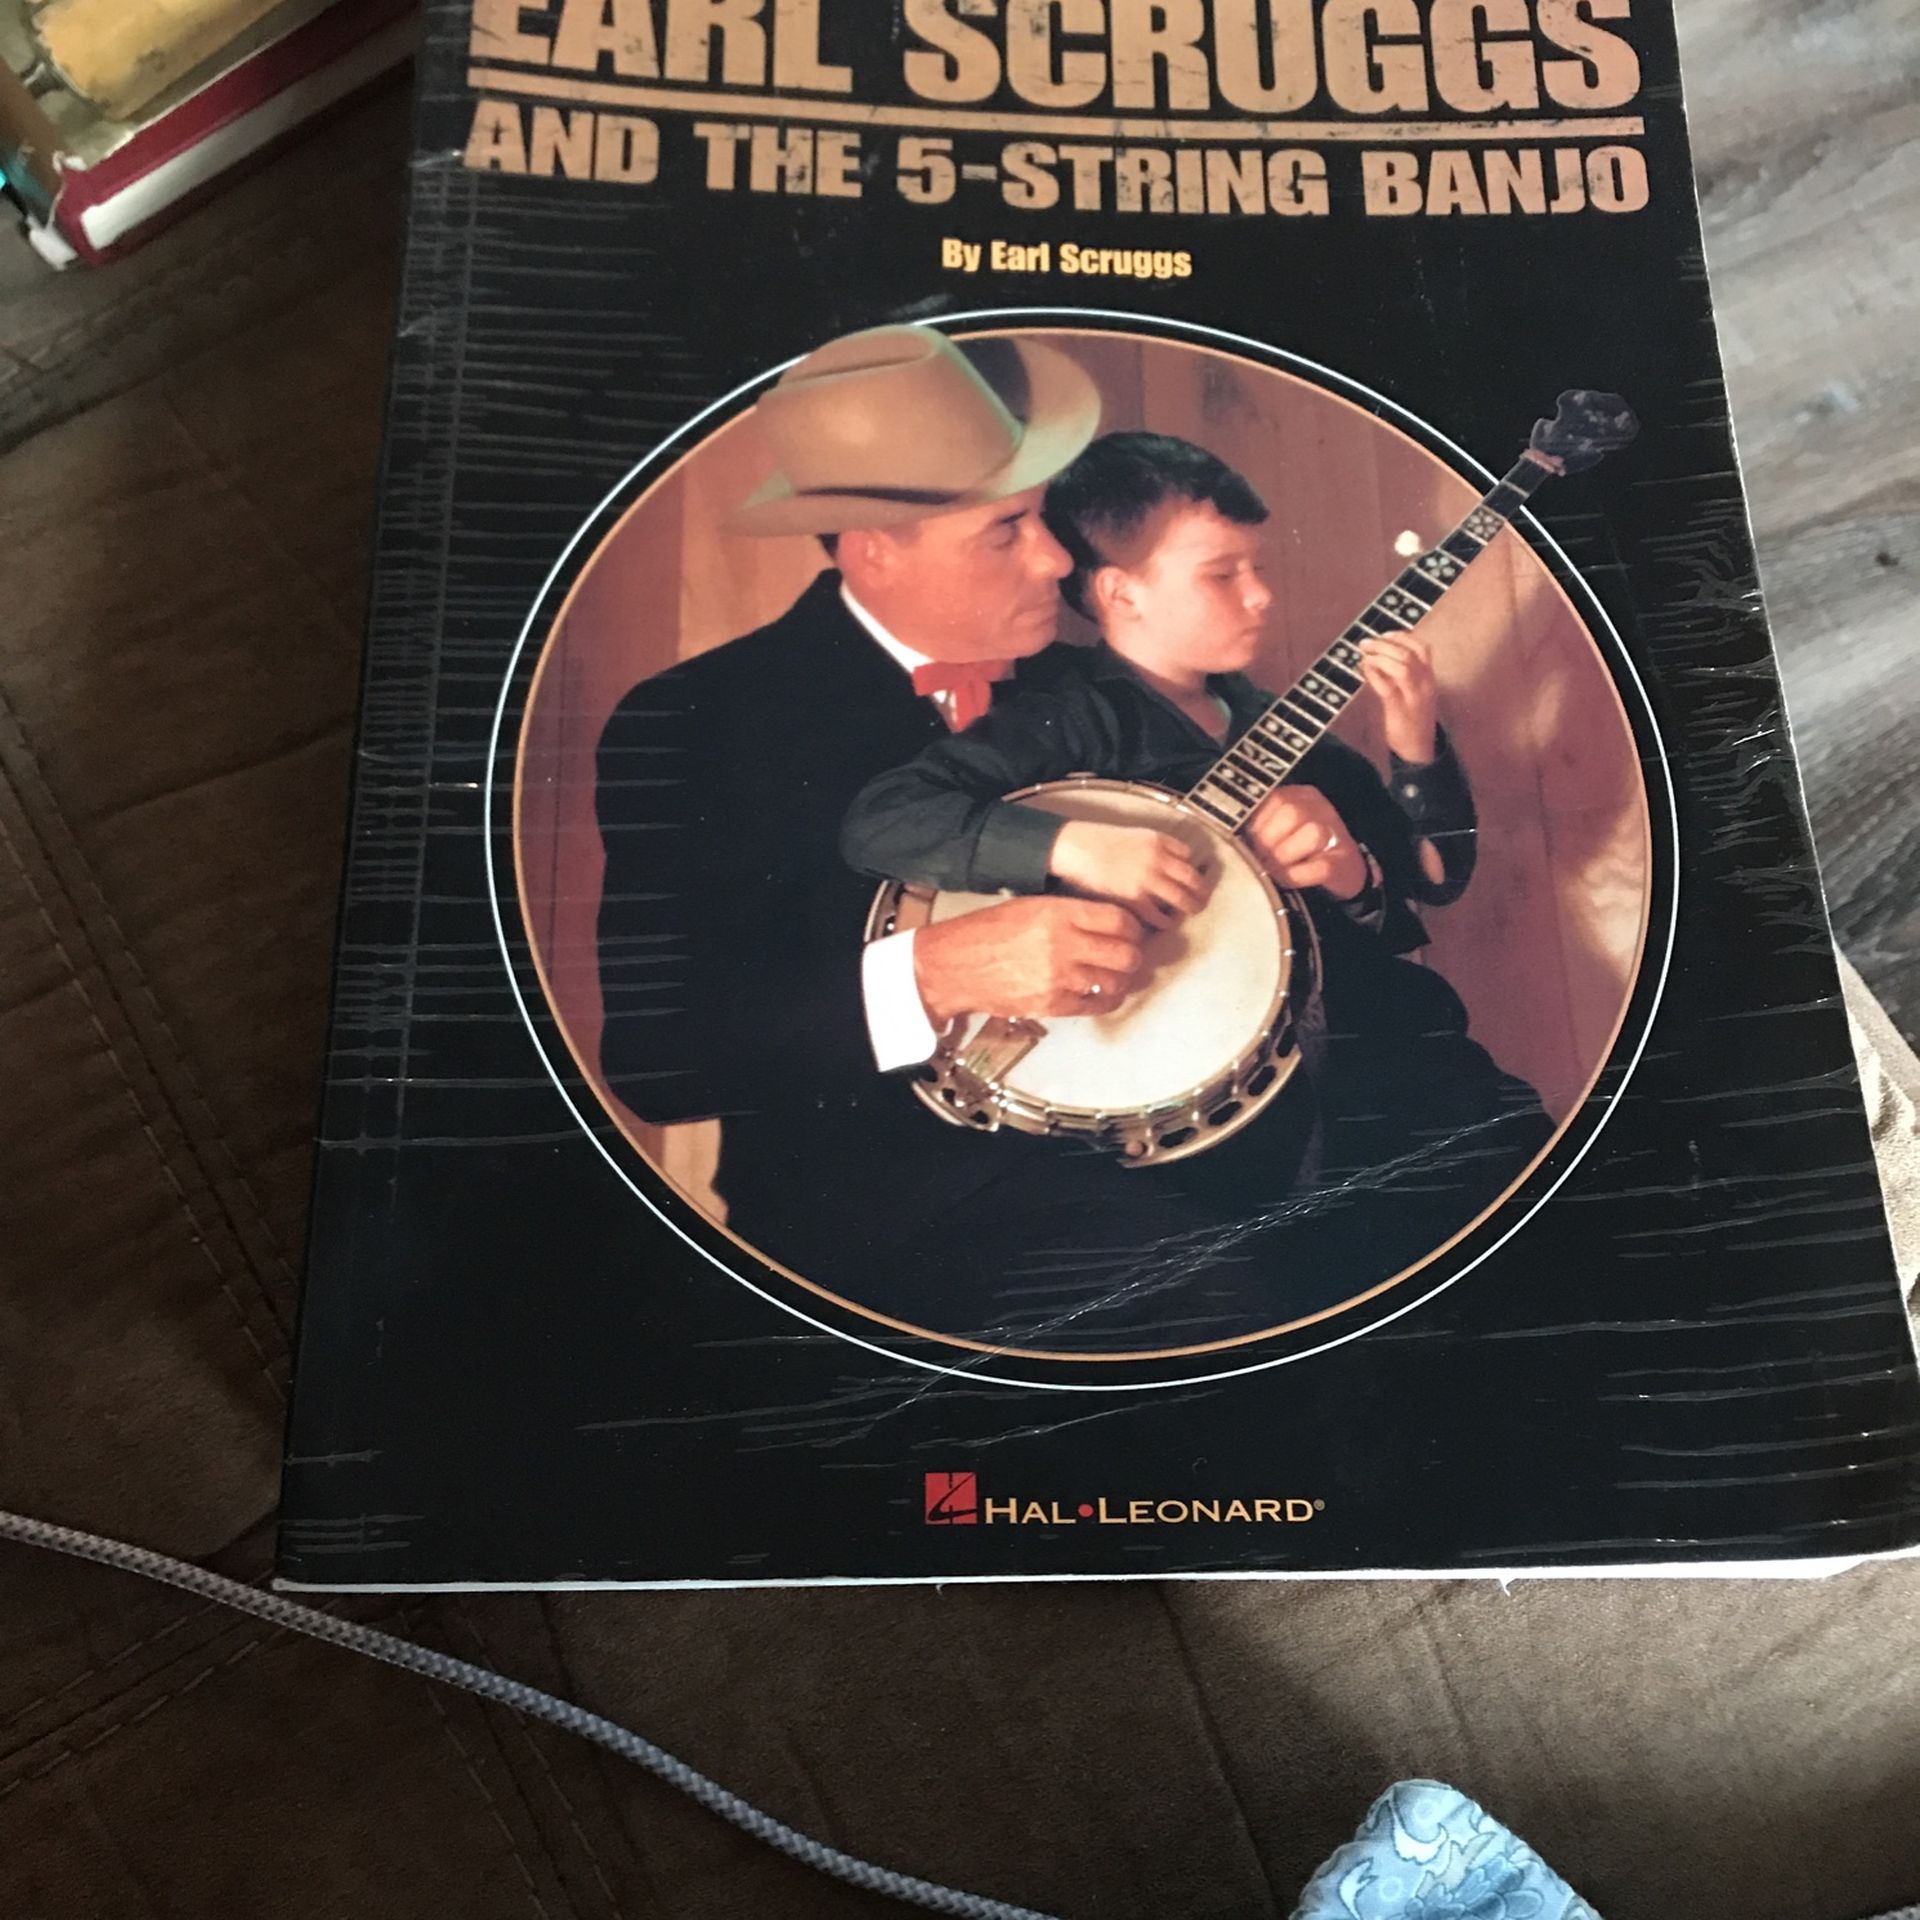 EARL SCRUGGS
AND THE 5-STRING BANJO
By Earl Scruggs
HAL•LEONARD®